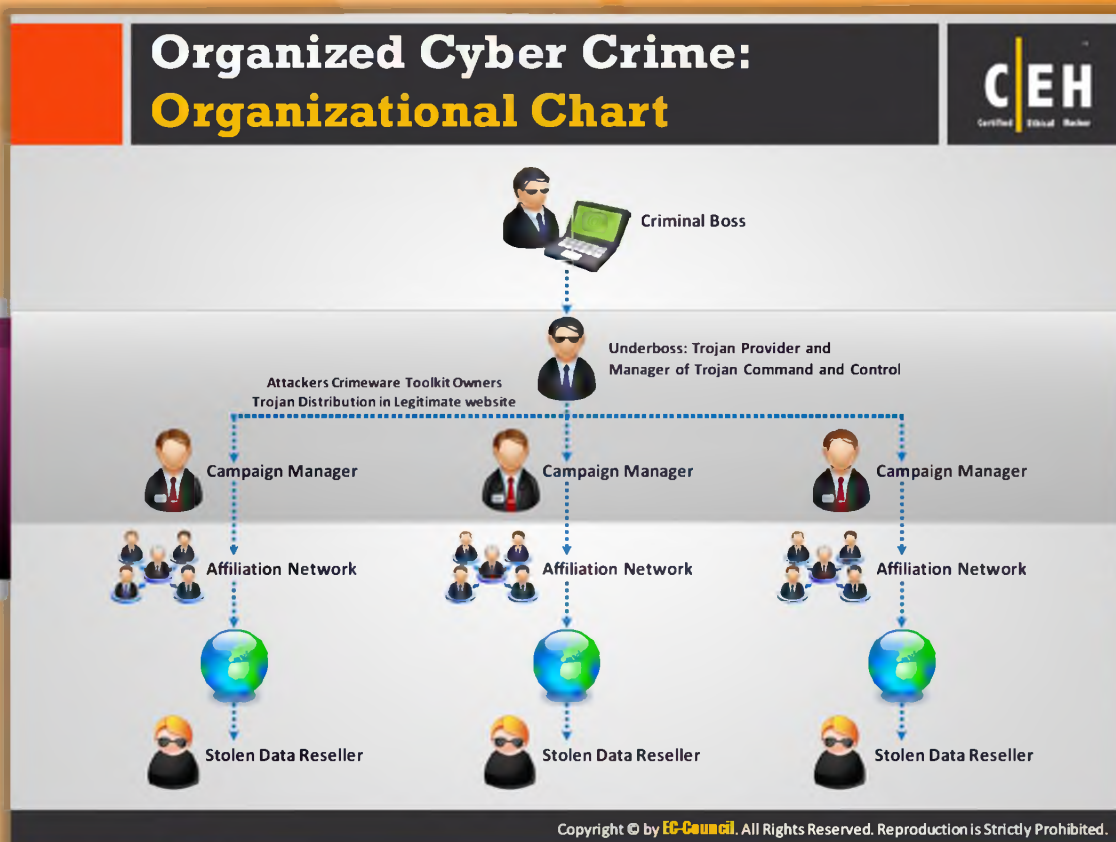 Organized Cyber Crime:
Organizational Chart
C|EH
Certified Ethical Hacker
Criminal Boss
Underboss: Trojan Provider and
Manager of Trojan Command and Control
Attackers Crimeware Toolkit Owners
Trojan Distribution in Legitimate website
Campaign Manager
Campaign Manager
Campaign Manager
Affiliation Network
Affiliation Network
Affiliation Network
Stolen Data Reseller
Stolen Data Reseller
Stolen Data Reseller
Copyright © by EC-Council. All Rights Reserved. Reproduction is Strictly Prohibited.